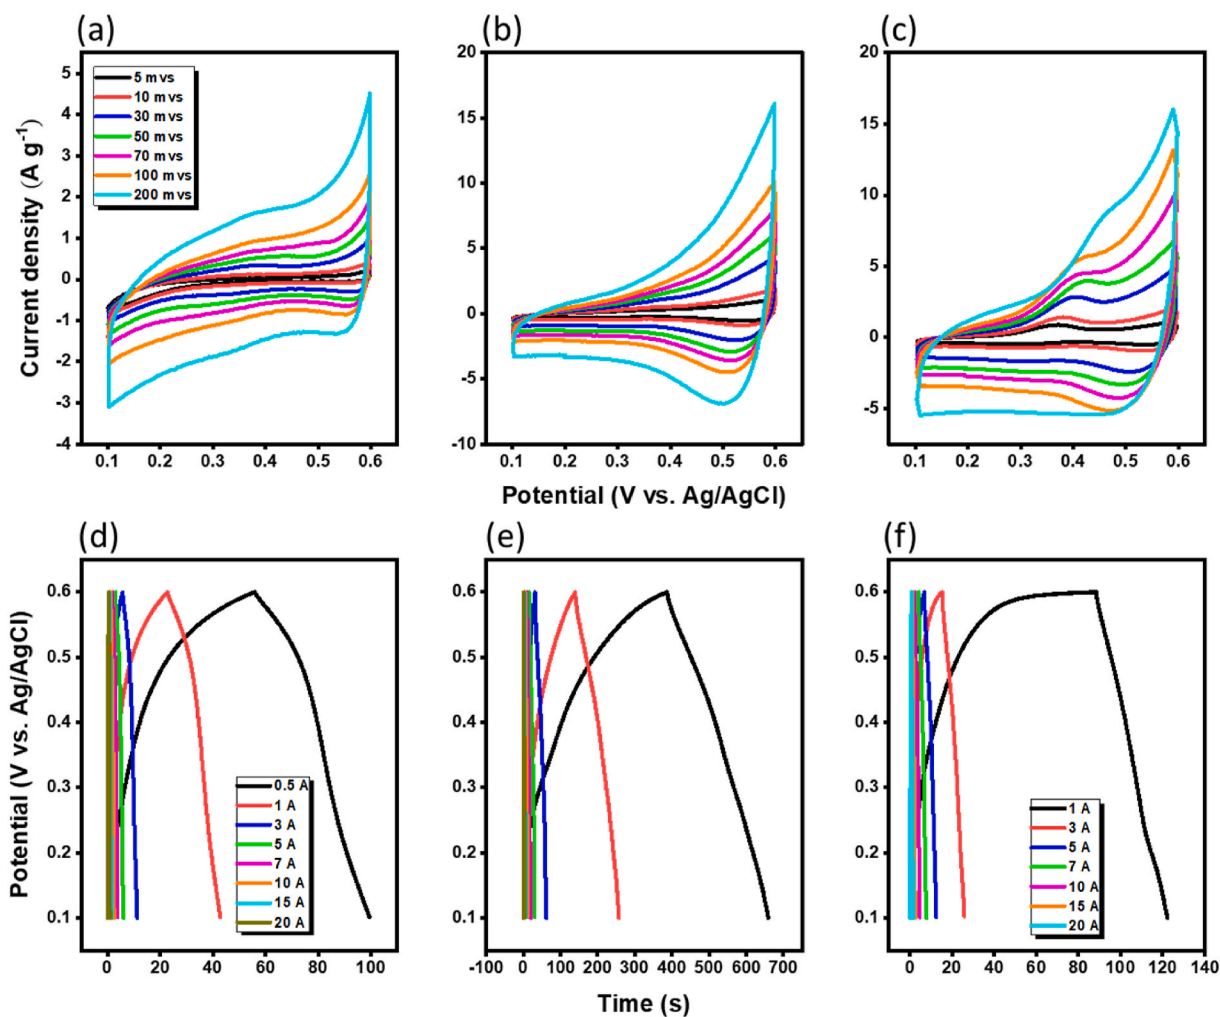 (a)
(b)
(c)
Current density (A g-1)
5
4
3
2
1
0
-1
-2
-3
-4
5 m vs
10 m vs
30 m vs
50 m vs
70 m vs
100 m vs
200 m vs
0.1 0.2 0.3 0.4 0.5 0.6
20
15
10
5
0
-5
-10
0.1 0.2 0.3 0.4 0.5 0.6
20
15
10
5
0
-5
0.1 0.2 0.3 0.4 0.5 0.6
Potential (V vs. Ag/AgCl)
(d)
(e)
(f)
Potential (V vs. Ag/AgCl)
0.6
0.5
0.4
0.3
0.2
0.1
0.5 A
1 A
3 A
5 A
7 A
10 A
15 A
20 A
0 20 40 60 80 100
0.6
0.5
0.4
0.3
0.2
0.1
-100 0 100 200 300 400 500 600 700
0.6
0.5
0.4
0.3
0.2
0.1
1 A
3 A
5 A
7 A
10 A
15 A
20 A
0 20 40 60 80 100 120 140
Time (s)